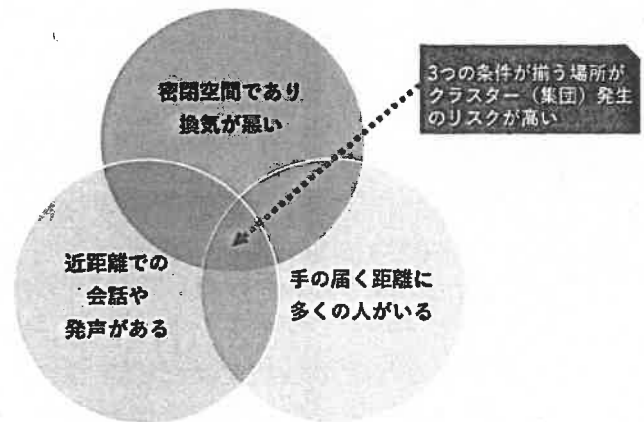 密閉空間であり
換気が悪い
3つの条件が揃う場所が
クラスター（集団）発生
のリスクが高い
近距離での
会話や
発声がある
手の届く距離に
多くの人がいる